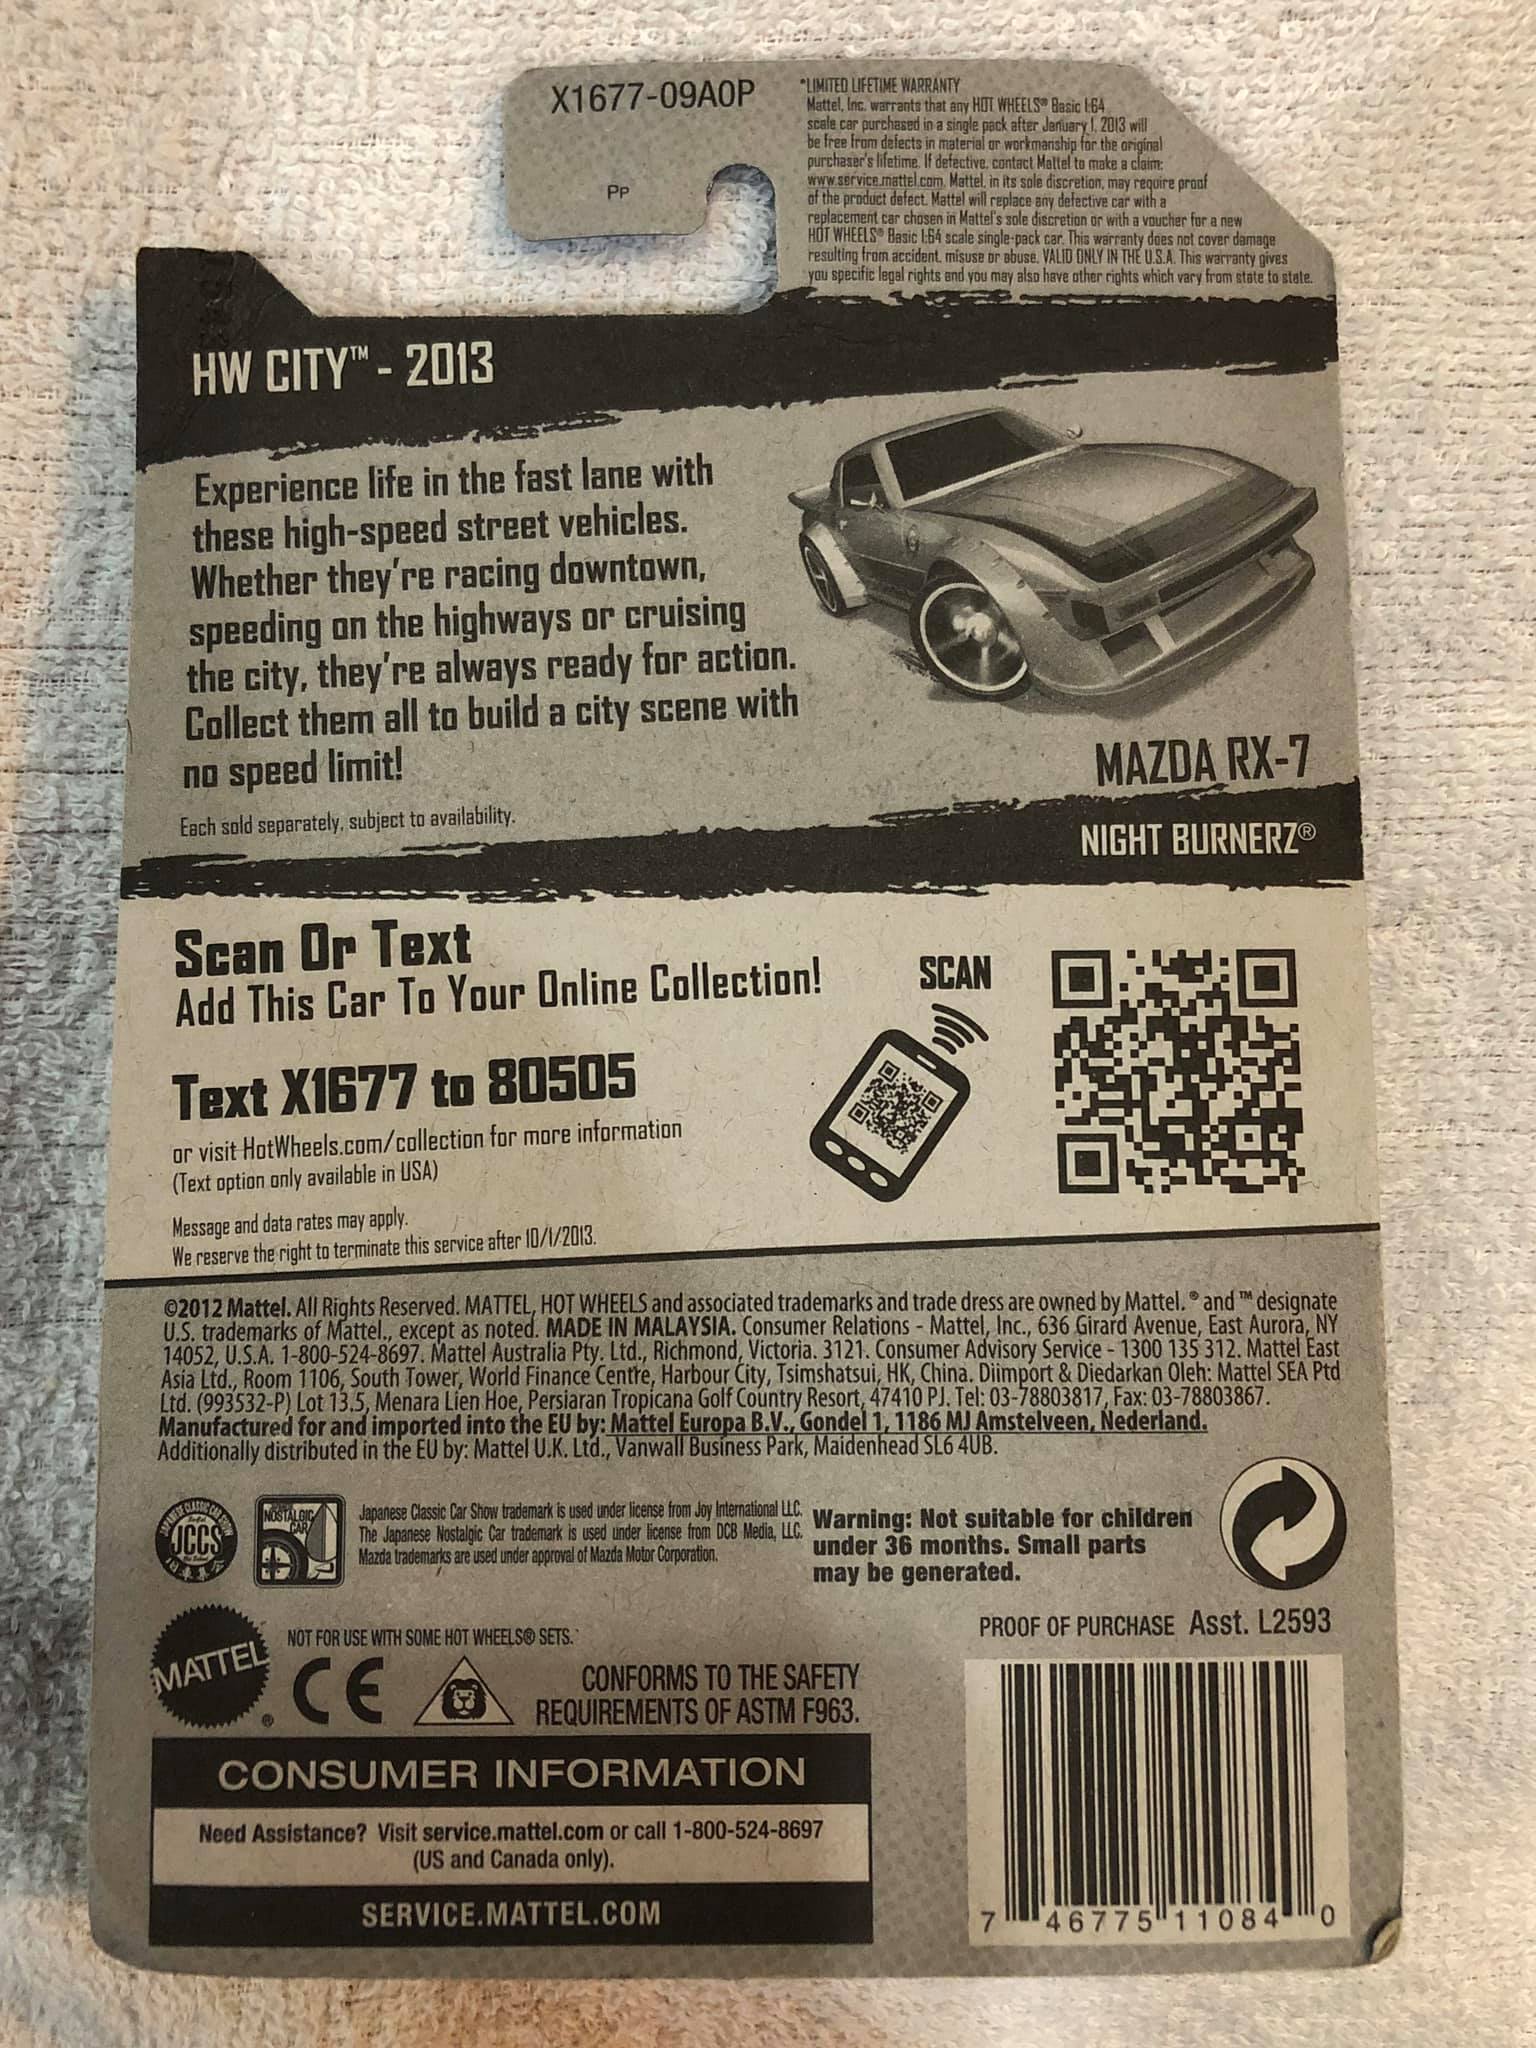 X1677-09A0P
Pp
*LIMITED LIFETIME WARRANTY
Mattel, Inc. warrants that any HOT WHEELS® Basic 1:64
scale car purchased in a single pack after January 1, 2013 will
be free from defects in material or workmanship for the original
purchaser's lifetime. If defective, contact Mattel to make a claim:
www.service.mattel.com. Mattel, in its sole discretion, may require proof
of the product defect. Mattel will replace any defective car with a
replacement car chosen in Mattel's sole discretion or with a voucher for a new
HOT WHEELS® Basic 1:64 scale single-pack car. This warranty does not cover damage
resulting from accident, misuse or abuse. VALID ONLY IN THE U.S.A. This warranty gives
you specific legal rights and you may also have other rights which vary from state to state.
HW CITY™ - 2013
Experience life in the fast lane with
these high-speed street vehicles.
Whether they're racing downtown,
speeding on the highways or cruising
the city, they're always ready for action.
Collect them all to build a city scene with
no speed limit!
Each sold separately, subject to availability.
MAZDA RX-7
NIGHT BURNERZ®
Scan Or Text
Add This Car To Your Online Collection!
Text X1677 to 80505
or visit HotWheels.com/collection for more information
(Text option only available in USA)
Message and data rates may apply.
We reserve the right to terminate this service after 10/1/2013.
SCAN
©2012 Mattel. All Rights Reserved. MATTEL, HOT WHEELS and associated trademarks and trade dress are owned by Mattel. ® and ™ designate
U.S. trademarks of Mattel., except as noted. MADE IN MALAYSIA. Consumer Relations - Mattel, Inc., 636 Girard Avenue, East Aurora, NY
14052, U.S.A. 1-800-524-8697. Mattel Australia Pty. Ltd., Richmond, Victoria. 3121. Consumer Advisory Service - 1300 135 312. Mattel East
Asia Ltd., Room 1106, South Tower, World Finance Centre, Harbour City, Tsimshatsui, HK, China. Diimport & Diedarkan Oleh: Mattel SEA Ptd
Ltd. (993532-P) Lot 13.5, Menara Lien Hoe, Persiaran Tropicana Golf Country Resort, 47410 PJ. Tel: 03-78803817, Fax: 03-78803867.
Manufactured for and imported into the EU by: Mattel Europa B.V., Gondel 1, 1186 MJ Amstelveen, Nederland.
Additionally distributed in the EU by: Mattel U.K. Ltd., Vanwall Business Park, Maidenhead SL6 4UB.
JAPANESE CLASSIC CAR SHOW
JCCS
NOSTALGIC
CAR
Japanese Classic Car Show trademark is used under license from Joy International LLC.
The Japanese Nostalgic Car trademark is used under license from DCB Media, LLC.
Mazda trademarks are used under approval of Mazda Motor Corporation.
Warning: Not suitable for children
under 36 months. Small parts
may be generated.
MATTEL®
NOT FOR USE WITH SOME HOT WHEELS® SETS.
CE
CONFORMS TO THE SAFETY
REQUIREMENTS OF ASTM F963.
PROOF OF PURCHASE Asst. L2593
CONSUMER INFORMATION
Need Assistance? Visit service.mattel.com or call 1-800-524-8697
(US and Canada only).
SERVICE.MATTEL.COM
7 46775 11084 0